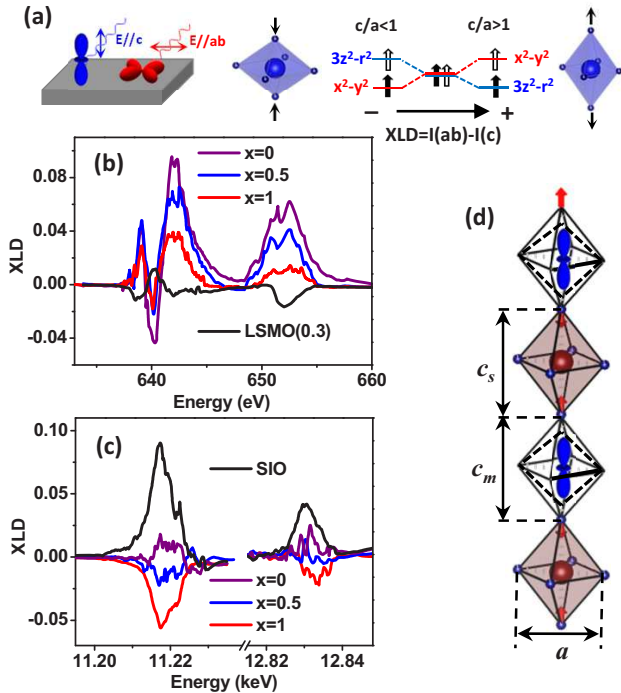 (a)
E//c
E//ab
c/a<1
c/a>1
3z²-r²
x²-y²
x²-y²
3z²-r²
− +
XLD=I(ab)-I(c)
(b)
x=0
x=0.5
x=1
LSMO(0.3)
XLD
0.08
0.04
0.00
-0.04
640 650 660
Energy (eV)
(c)
SIO
x=0
x=0.5
x=1
XLD
0.10
0.05
0.00
-0.05
11.20 11.22 12.82 12.84
Energy (keV)
(d)
cₛ
cₘ
a